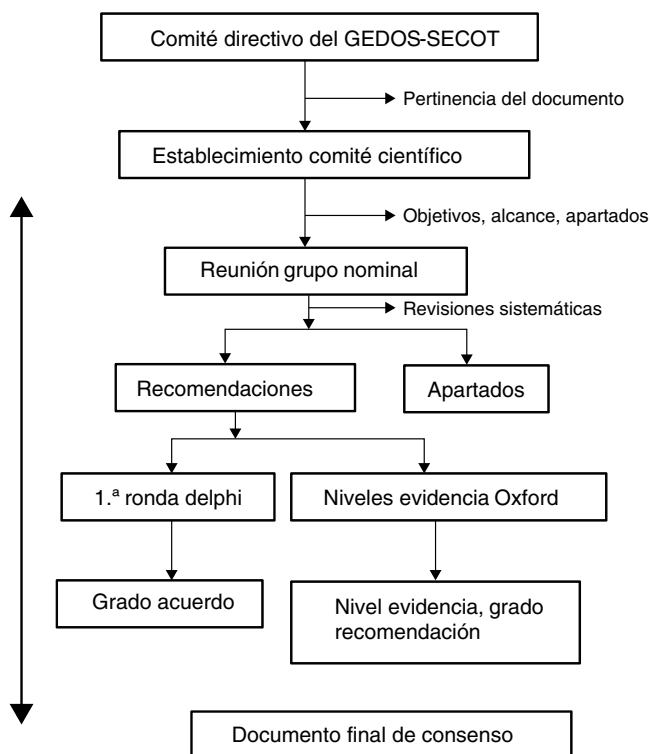 Comité directivo del GEDOS-SECOT
Pertinencia del documento
Establecimiento comité científico
Objetivos, alcance, apartados
Reunión grupo nominal
Revisiones sistemáticas
Recomendaciones
Apartados
1.ª ronda delphi
Niveles evidencia Oxford
Grado acuerdo
Nivel evidencia, grado
recomendación
Documento final de consenso